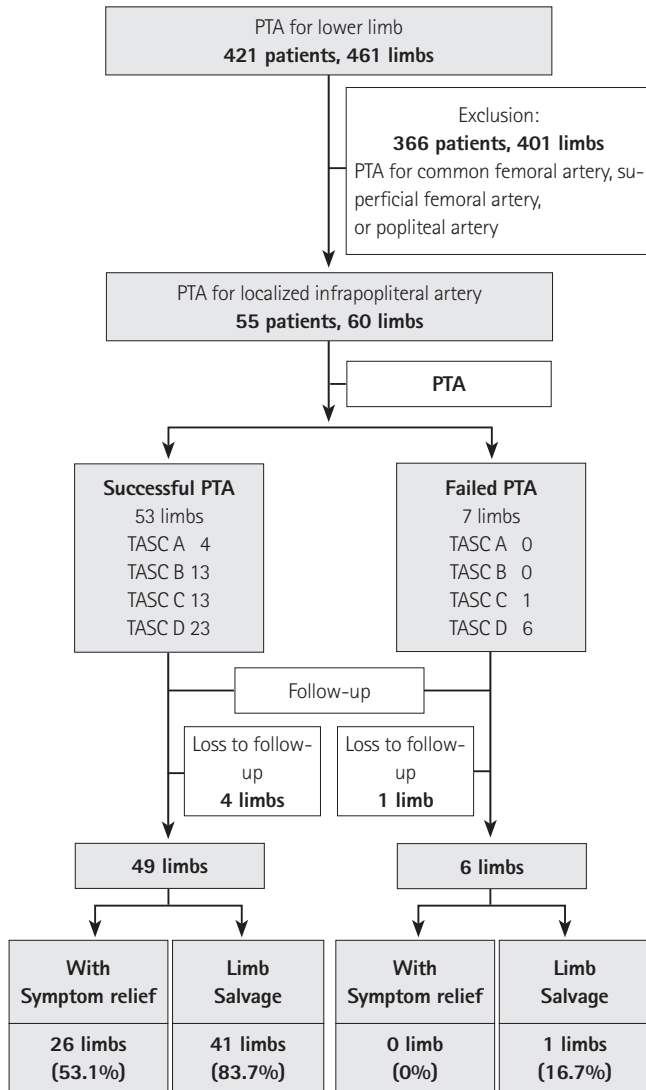 PTA for lower limb
421 patients, 461 limbs
Exclusion:
366 patients, 401 limbs
PTA for common femoral artery, su-
perficial femoral artery,
or popliteal artery
PTA for localized infrapopliteral artery
55 patients, 60 limbs
PTA
Successful PTA
53 limbs
TASC A 4
TASC B 13
TASC C 13
TASC D 23
Failed PTA
7 limbs
TASC A 0
TASC B 0
TASC C 1
TASC D 6
Follow-up
Loss to follow-
up
4 limbs
Loss to follow-
up
1 limb
49 limbs
6 limbs
With
Symptom relief
26 limbs
(53.1%)
Limb
Salvage
41 limbs
(83.7%)
With
Symptom relief
0 limb
(0%)
Limb
Salvage
1 limbs
(16.7%)